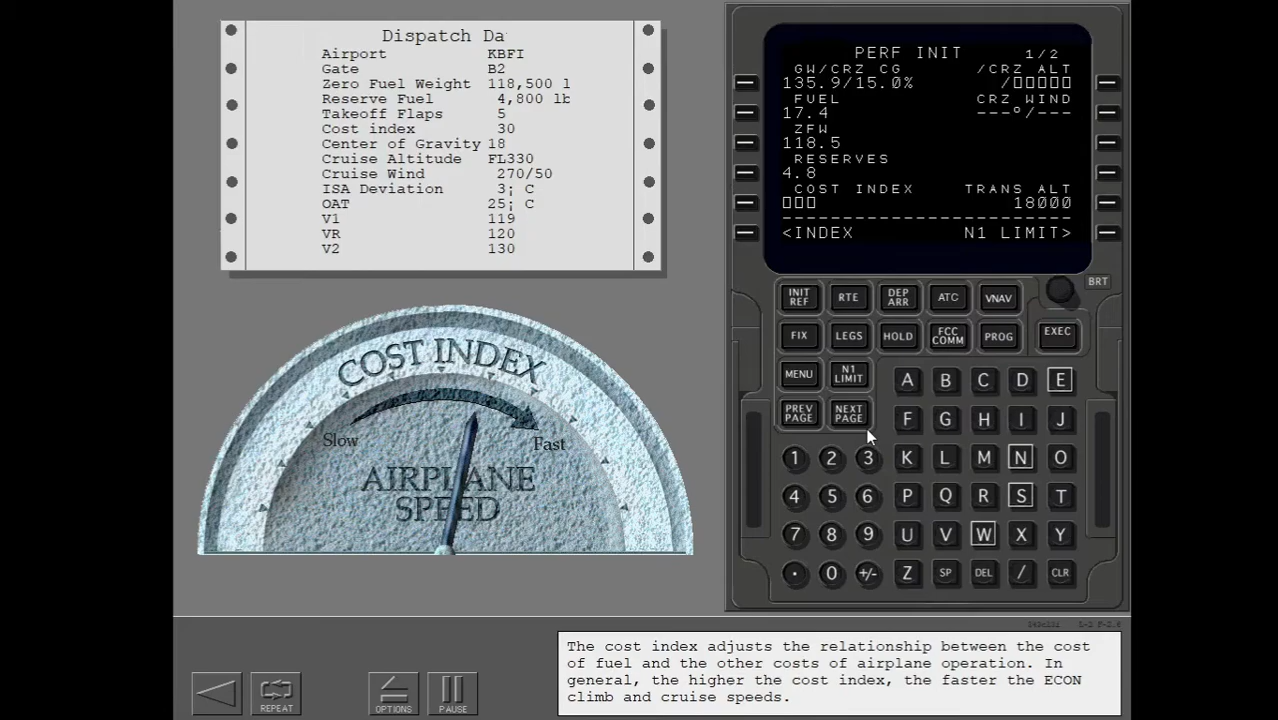 Dispatch Da
Airport KBFI
Gate B2
Zero Fuel Weight 118,500 l
Reserve Fuel 4,800 lb
Takeoff Flaps 5
Cost index 30
Center of Gravity 18
Cruise Altitude FL330
Cruise Wind 270/50
ISA Deviation 3¡ C
OAT 25¡ C
V1 119
VR 120
V2 130
COST INDEX
Slow Fast
AIRPLANE
SPEED
PERF INIT 1/2
GW/CRZ CG /CRZ ALT
135.9/15.0% /▯▯▯▯▯
FUEL CRZ WIND
17.4 ---°/---
ZFW
118.5
RESERVES
4.8
COST INDEX TRANS ALT
▯▯▯ 18000
------------------------
<INDEX N1 LIMIT>
BRT
INIT REF RTE DEP ARR ATC VNAV
FIX LEGS HOLD FCC COMM PROG EXEC
MENU N1 LIMIT
PREV PAGE NEXT PAGE
A B C D E
F G H I J
1 2 3 K L M N O
4 5 6 P Q R S T
7 8 9 U V W X Y
. 0 +/- Z SP DEL / CLR
The cost index adjusts the relationship between the cost
of fuel and the other costs of airplane operation. In
general, the higher the cost index, the faster the ECON
climb and cruise speeds.
REPEAT OPTIONS PAUSE